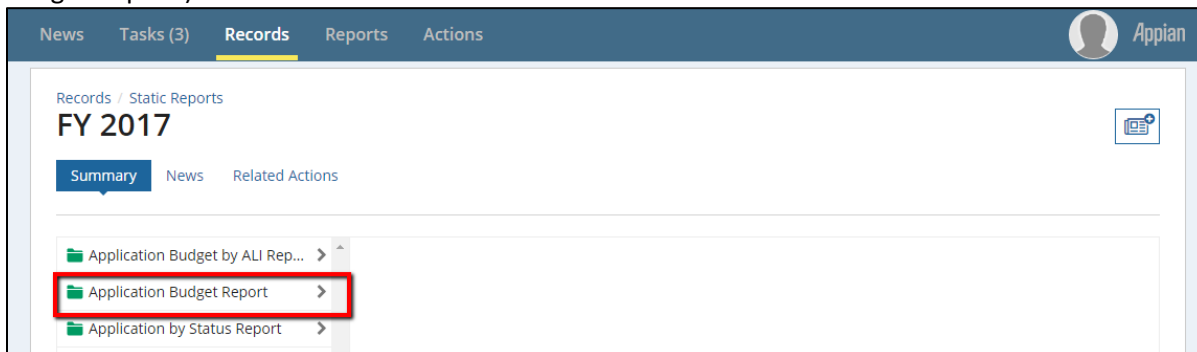 News Tasks (3) Records Reports Actions Appian
Records / Static Reports
FY 2017
Summary News Related Actions
Application Budget by ALI Rep...
Application Budget Report
Application by Status Report